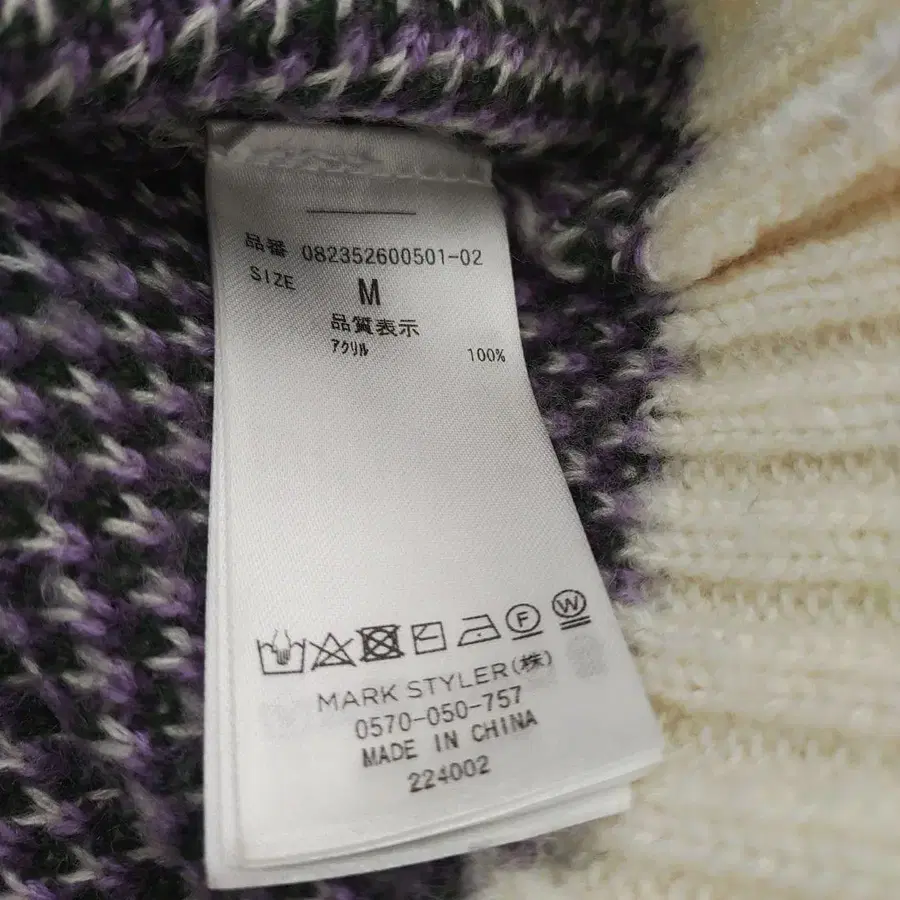 品番 082352600501-02
SIZE M
品質表示
アクリル 100%
F W
MARK STYLER(株)
0570-050-757
MADE IN CHINA
224002